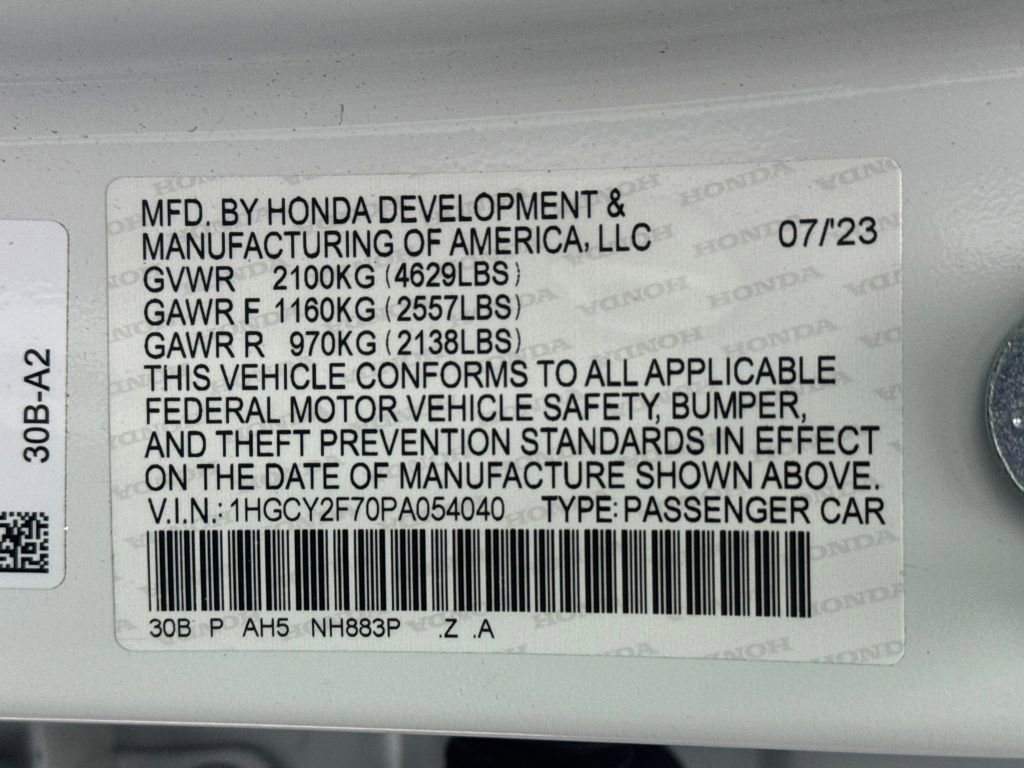 MFD. BY HONDA DEVELOPMENT &
MANUFACTURING OF AMERICA, LLC 07/'23
GVWR 2100KG (4629LBS)
GAWR F 1160KG (2557LBS)
GAWR R 970KG (2138LBS)
THIS VEHICLE CONFORMS TO ALL APPLICABLE
FEDERAL MOTOR VEHICLE SAFETY, BUMPER,
AND THEFT PREVENTION STANDARDS IN EFFECT
ON THE DATE OF MANUFACTURE SHOWN ABOVE.
V.I.N.: 1HGCY2F70PA054040 TYPE: PASSENGER CAR
30B P AH5 NH883P .Z .A
30B-A2
HONDA